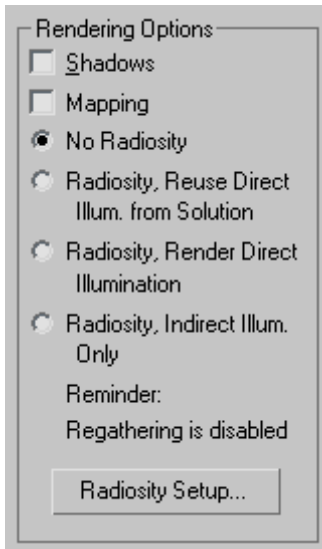 Rendering Options
Shadows
Mapping
No Radiosity
Radiosity, Reuse Direct
Illum. from Solution
Radiosity, Render Direct
Illumination
Radiosity, Indirect Illum.
Only
Reminder:
Regathering is disabled
Radiosity Setup...